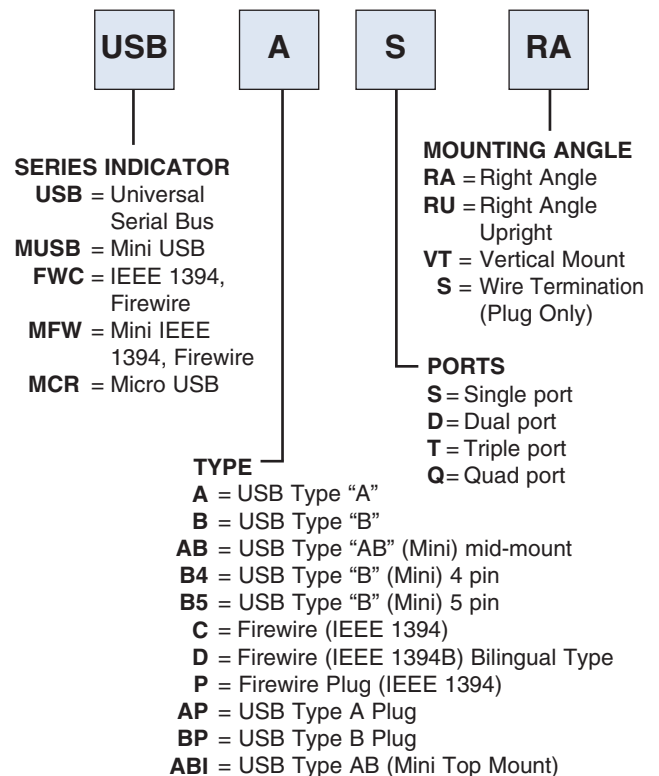 USB A S RA
SERIES INDICATOR
USB = Universal
Serial Bus
MUSB = Mini USB
FWC = IEEE 1394,
Firewire
MFW = Mini IEEE
1394, Firewire
MCR = Micro USB
MOUNTING ANGLE
RA = Right Angle
RU = Right Angle
Upright
VT = Vertical Mount
S = Wire Termination
(Plug Only)
PORTS
S = Single port
D = Dual port
T = Triple port
Q = Quad port
TYPE
A = USB Type “A”
B = USB Type “B”
AB = USB Type “AB” (Mini) mid-mount
B4 = USB Type “B” (Mini) 4 pin
B5 = USB Type “B” (Mini) 5 pin
C = Firewire (IEEE 1394)
D = Firewire (IEEE 1394B) Bilingual Type
P = Firewire Plug (IEEE 1394)
AP = USB Type A Plug
BP = USB Type B Plug
ABI = USB Type AB (Mini Top Mount)